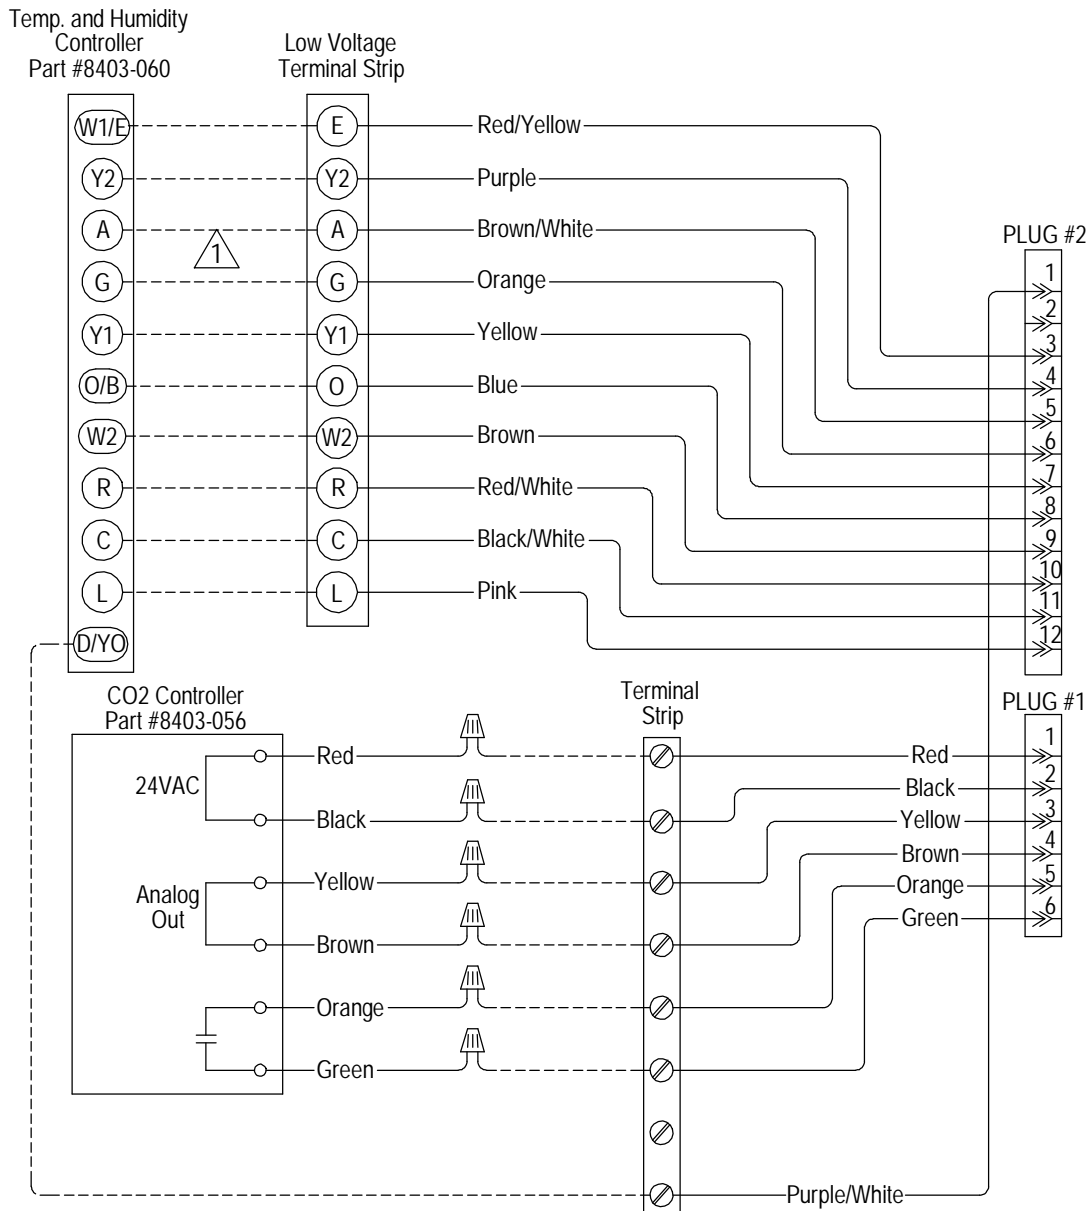 Temp. and Humidity
Controller
Part #8403-060
Low Voltage
Terminal Strip
W1/E E Red/Yellow
Y2 Y2 Purple
A A Brown/White
1
G G Orange
Y1 Y1 Yellow
O/B O Blue
W2 W2 Brown
R R Red/White
C C Black/White
L L Pink
D/YO
PLUG #2
1
2
3
4
5
6
7
8
9
10
11
12
CO2 Controller
Part #8403-056
Terminal
Strip
PLUG #1
24VAC
Analog
Out
Red
Black
Yellow
Brown
Orange
Green
Red 1
Black 2
Yellow 3
Brown 4
Orange 5
Green 6
Purple/White